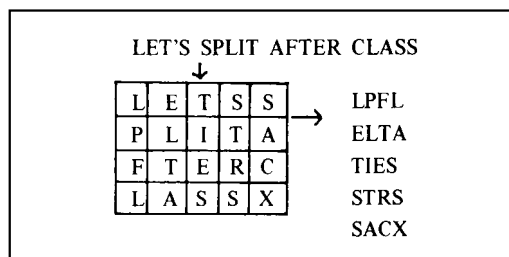 LET'S SPLIT AFTER CLASS
L E T S S
P L I T A
F T E R C
L A S S X
LPFL
ELTA
TIES
STRS
SACX